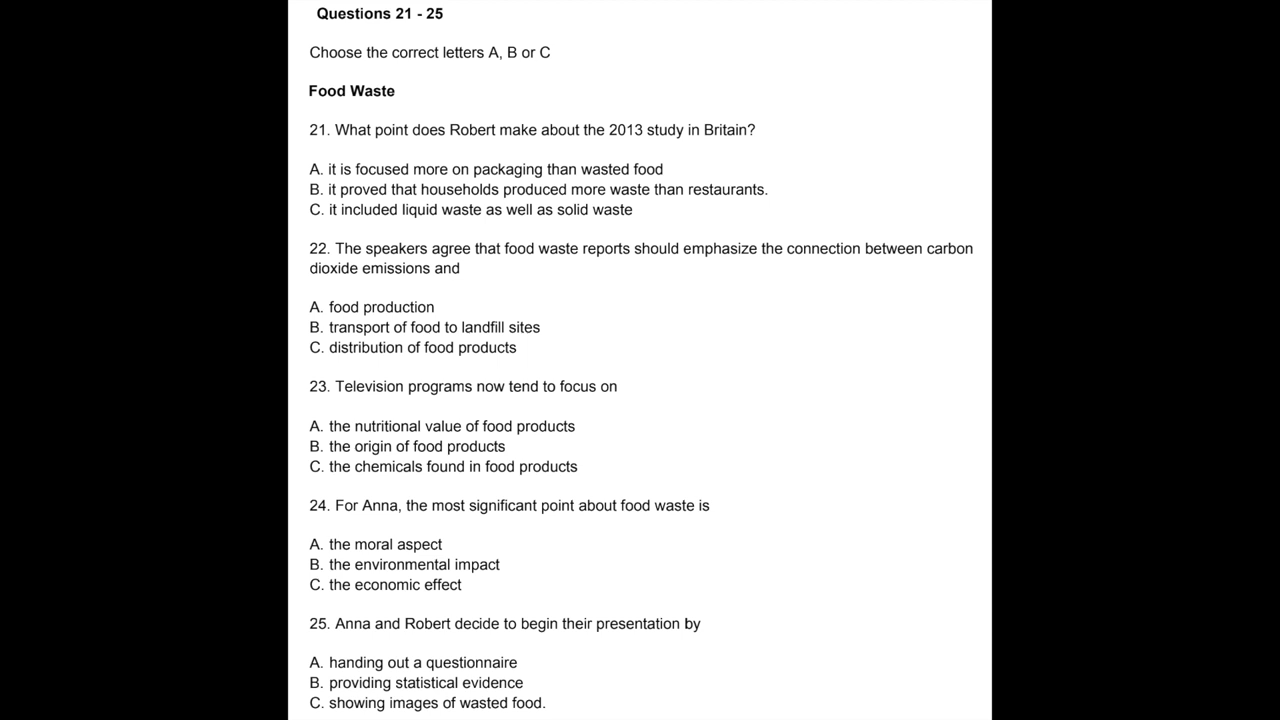 Questions 21 - 25
Choose the correct letters A, B or C
Food Waste
21. What point does Robert make about the 2013 study in Britain?
A. it is focused more on packaging than wasted food
B. it proved that households produced more waste than restaurants.
C. it included liquid waste as well as solid waste
22. The speakers agree that food waste reports should emphasize the connection between carbon
dioxide emissions and
A. food production
B. transport of food to landfill sites
C. distribution of food products
23. Television programs now tend to focus on
A. the nutritional value of food products
B. the origin of food products
C. the chemicals found in food products
24. For Anna, the most significant point about food waste is
A. the moral aspect
B. the environmental impact
C. the economic effect
25. Anna and Robert decide to begin their presentation by
A. handing out a questionnaire
B. providing statistical evidence
C. showing images of wasted food.